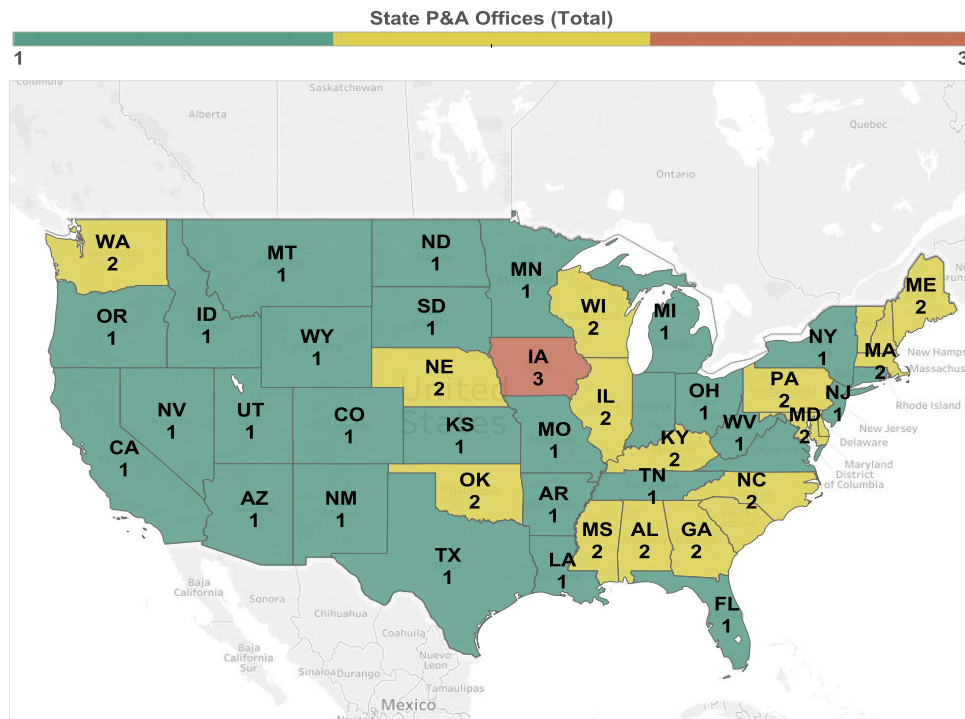 State P&A Offices (Total)
1
3
Columbia
Saskatchewan
Alberta
Quebec
Ontario
WA
2
MT
1
ND
1
MN
1
ME
2
OR
1
ID
1
SD
1
WI
2
MI
1
NY
1
WY
1
IA
3
MA
2
New Hamps
Massachus
NE
2
PA
2
United
States
IL
2
OH
1
NJ
1
Rhode Island
NV
1
UT
1
CO
1
KS
1
MO
1
WV
1
MD
2
New Jersey
Delaware
CA
1
KY
2
Maryland
District
of Columbia
OK
2
TN
1
NC
2
AZ
1
NM
1
AR
1
MS
2
AL
2
GA
2
TX
1
LA
1
FL
1
Baja
California
Sonora
Chihuahua
Coahuila
Baja
California
Sur
Nuevo
Leon
Sinaloa
Durango
Tamaulipas
Mexico